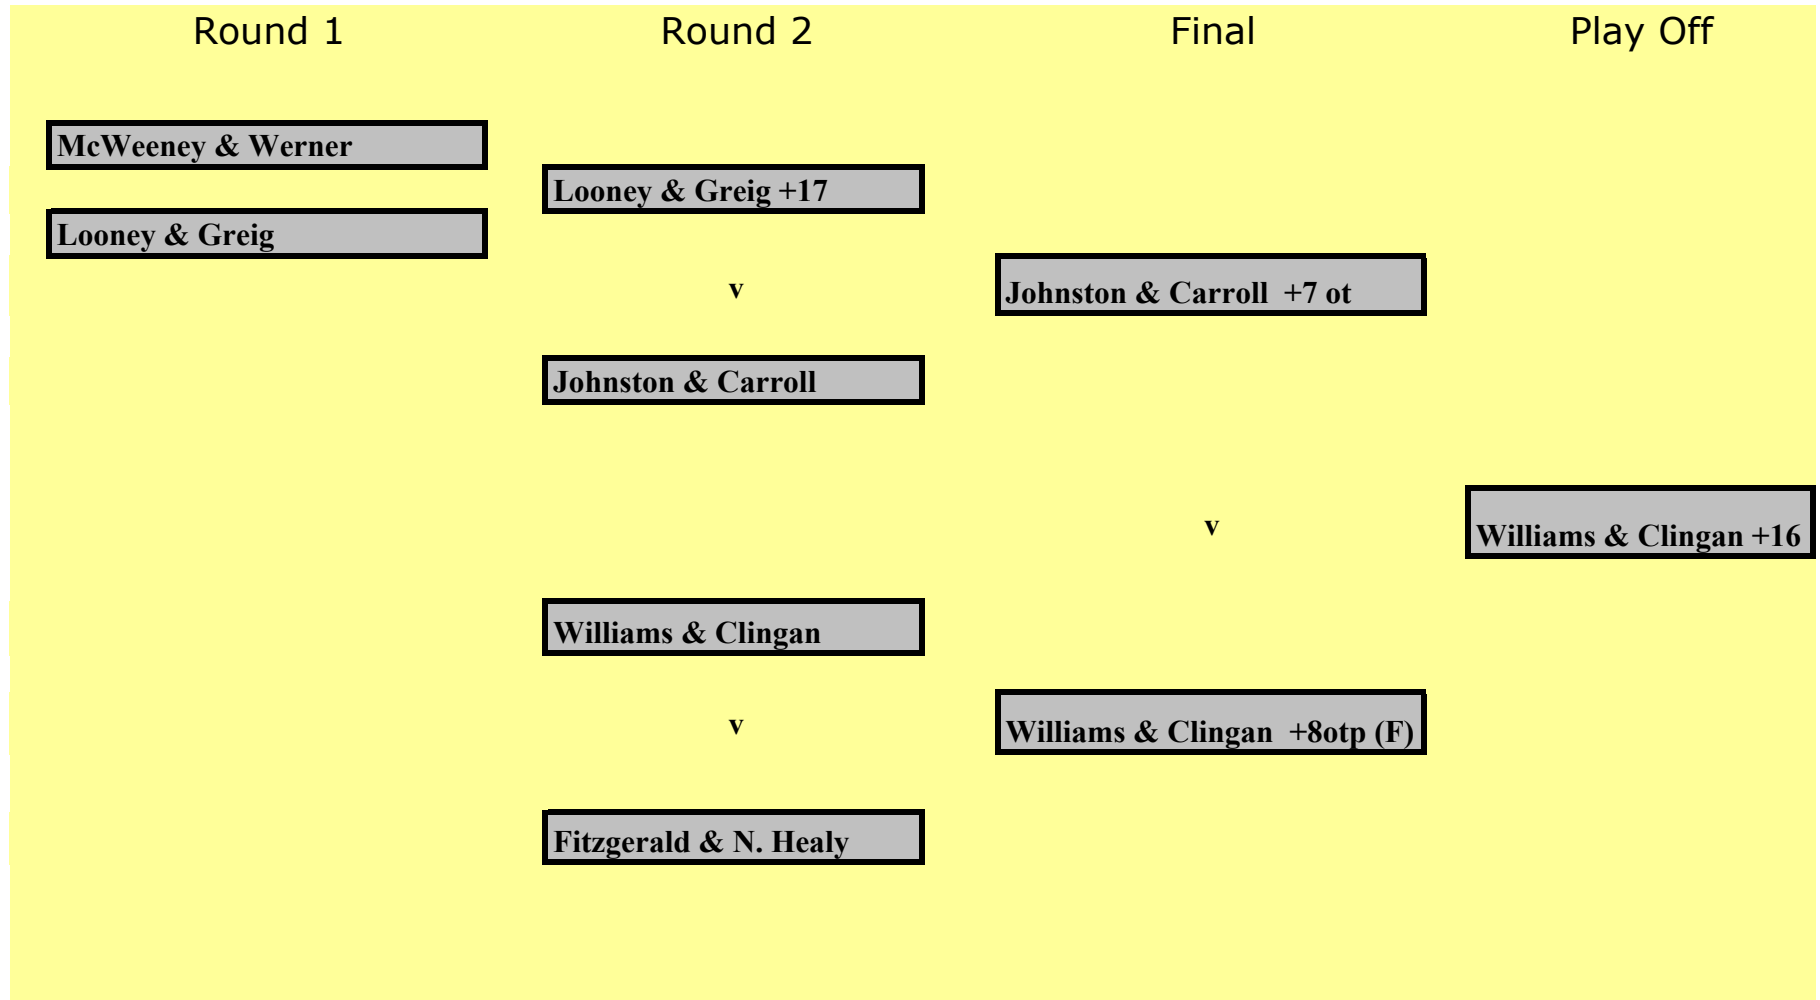 Round 1 Round 2 Final Play Off
McWeeney & Werner
Looney & Greig +17
Looney & Greig
v
Johnston & Carroll +7 ot
Johnston & Carroll
v
Williams & Clingan +16
Williams & Clingan
v
Williams & Clingan +8otp (F)
Fitzgerald & N. Healy